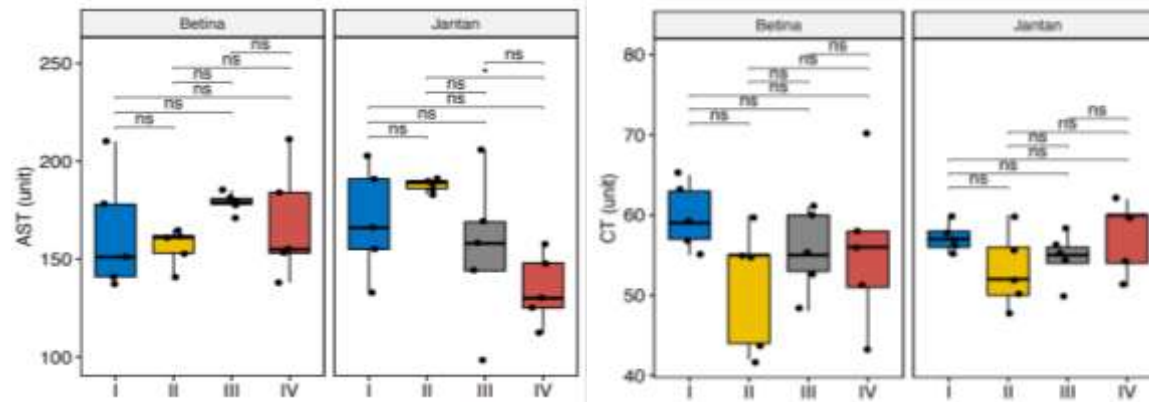 Betina
Jantan
ns
ns
ns
ns
ns
ns
ns
*
ns
ns
ns
ns
250
200
150
100
AST (unit)
I II III IV
I II III IV
Betina
Jantan
ns
ns
ns
ns
ns
ns
ns
ns
ns
ns
ns
ns
80
70
60
50
40
CT (unit)
I II III IV
I II III IV